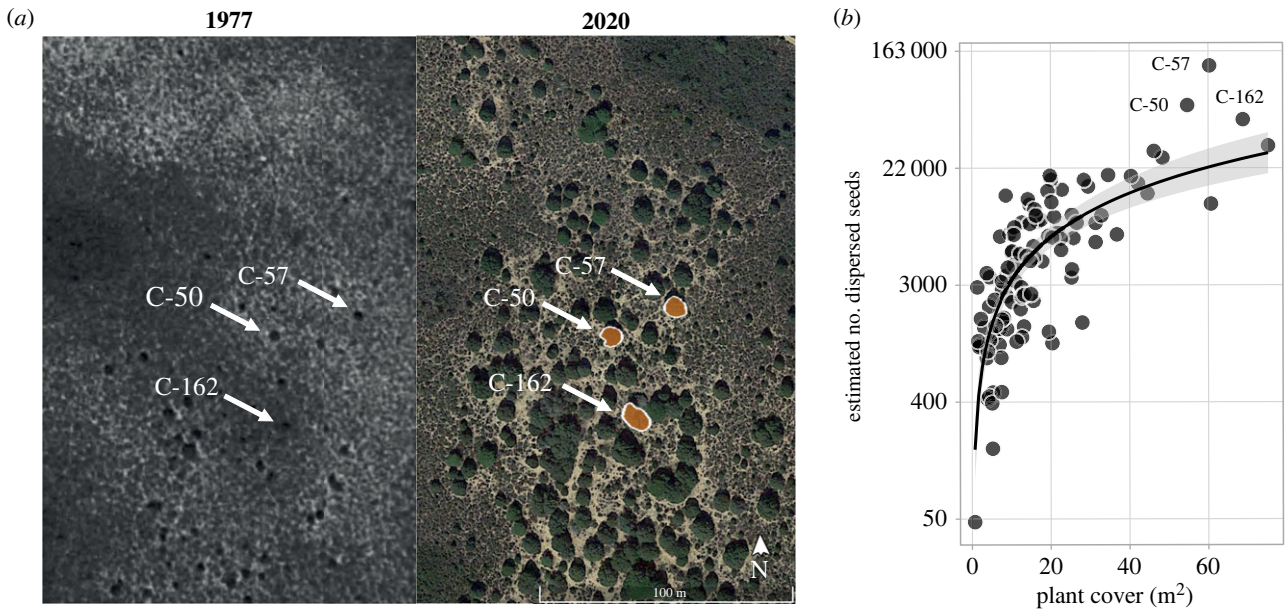 (a)
1977
2020
C-57
C-50
C-162
C-57
C-50
C-162
N
100 m
(b)
163 000
22 000
3000
400
50
C-57
C-50
C-162
estimated no. dispersed seeds
0
20
40
60
plant cover (m²)